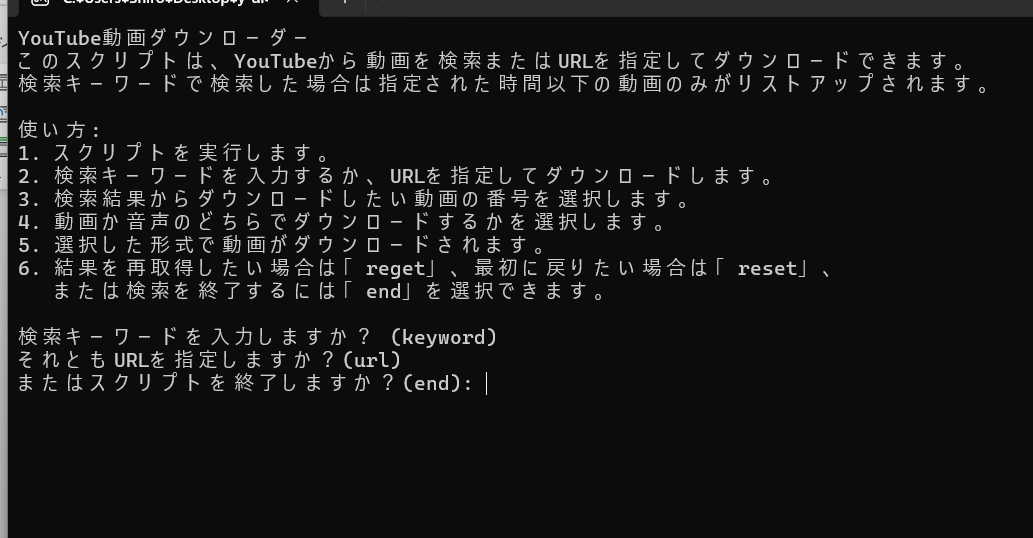 YouTube動画ダウンローダー
このスクリプトは、YouTubeから動画を検索またはURLを指定してダウンロードできます。
検索キーワードで検索した場合は指定された時間以下の動画のみがリストアップされます。
使い方:
1. スクリプトを実行します。
2. 検索キーワードを入力するか、URLを指定してダウンロードします。
3. 検索結果からダウンロードしたい動画の番号を選択します。
4. 動画か音声のどちらでダウンロードするかを選択します。
5. 選択した形式で動画がダウンロードされます。
6. 結果を再取得したい場合は「reget」、最初に戻りたい場合は「reset」、
または検索を終了するには「end」を選択できます。
検索キーワードを入力しますか？ (keyword)
それともURLを指定しますか？(url)
またはスクリプトを終了しますか？(end):